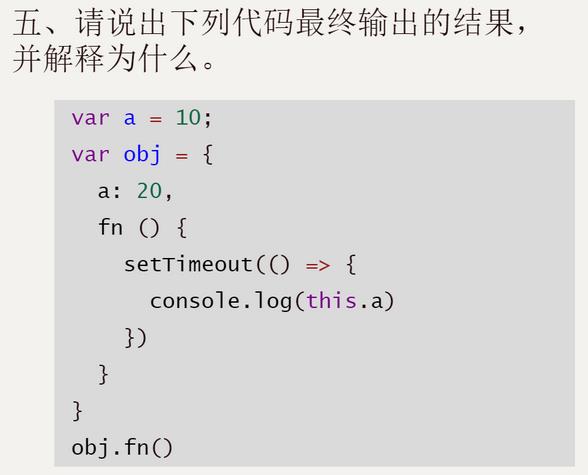 五、请说出下列代码最终输出的结果，
并解释为什么。
var a = 10;
var obj = {
  a: 20,
  fn () {
    setTimeout(() => {
      console.log(this.a)
    })
  }
}
obj.fn()